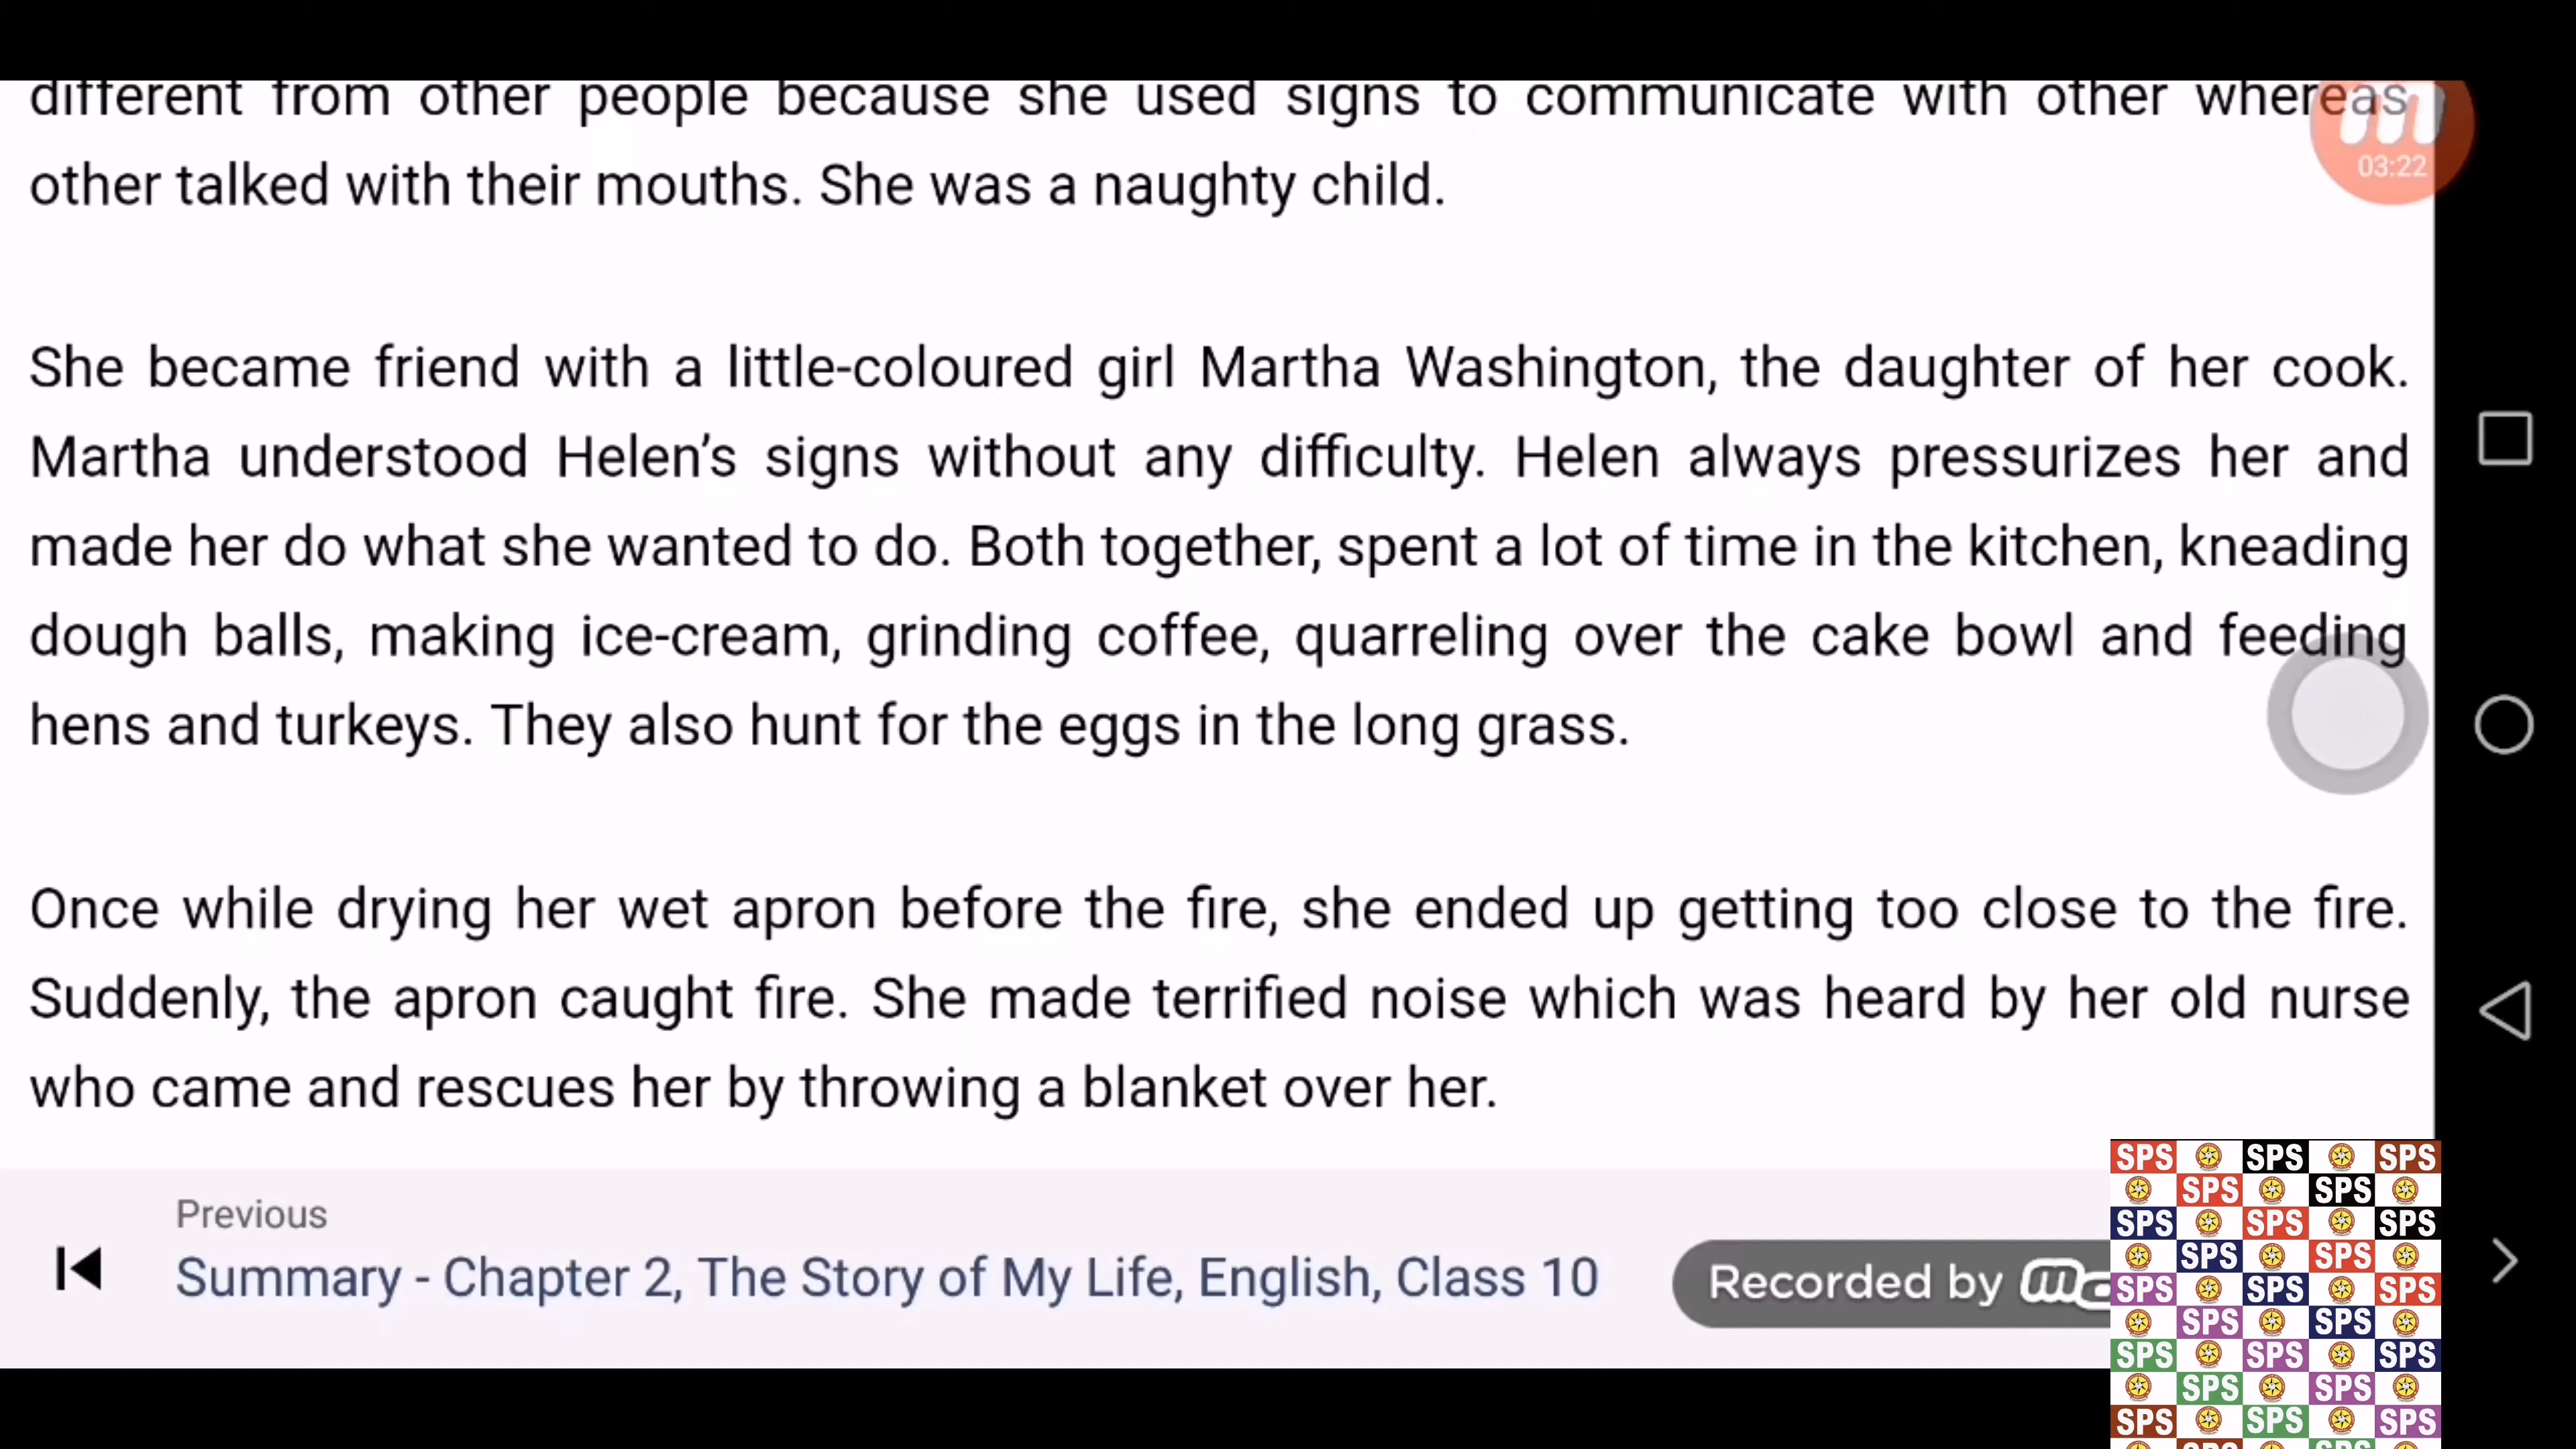 different from other people because she used signs to communicate with other whereas
03:22
other talked with their mouths. She was a naughty child.
She became friend with a little-coloured girl Martha Washington, the daughter of her cook.
Martha understood Helen’s signs without any difficulty. Helen always pressurizes her and
made her do what she wanted to do. Both together, spent a lot of time in the kitchen, kneading
dough balls, making ice-cream, grinding coffee, quarreling over the cake bowl and feeding
hens and turkeys. They also hunt for the eggs in the long grass.
Once while drying her wet apron before the fire, she ended up getting too close to the fire.
Suddenly, the apron caught fire. She made terrified noise which was heard by her old nurse
who came and rescues her by throwing a blanket over her.
Previous
Summary - Chapter 2, The Story of My Life, English, Class 10
Recorded by
SPS SPS SPS
SPS SPS
SPS SPS SPS
SPS SPS
SPS SPS SPS
SPS SPS
SPS SPS SPS
SPS SPS
SPS SPS SPS